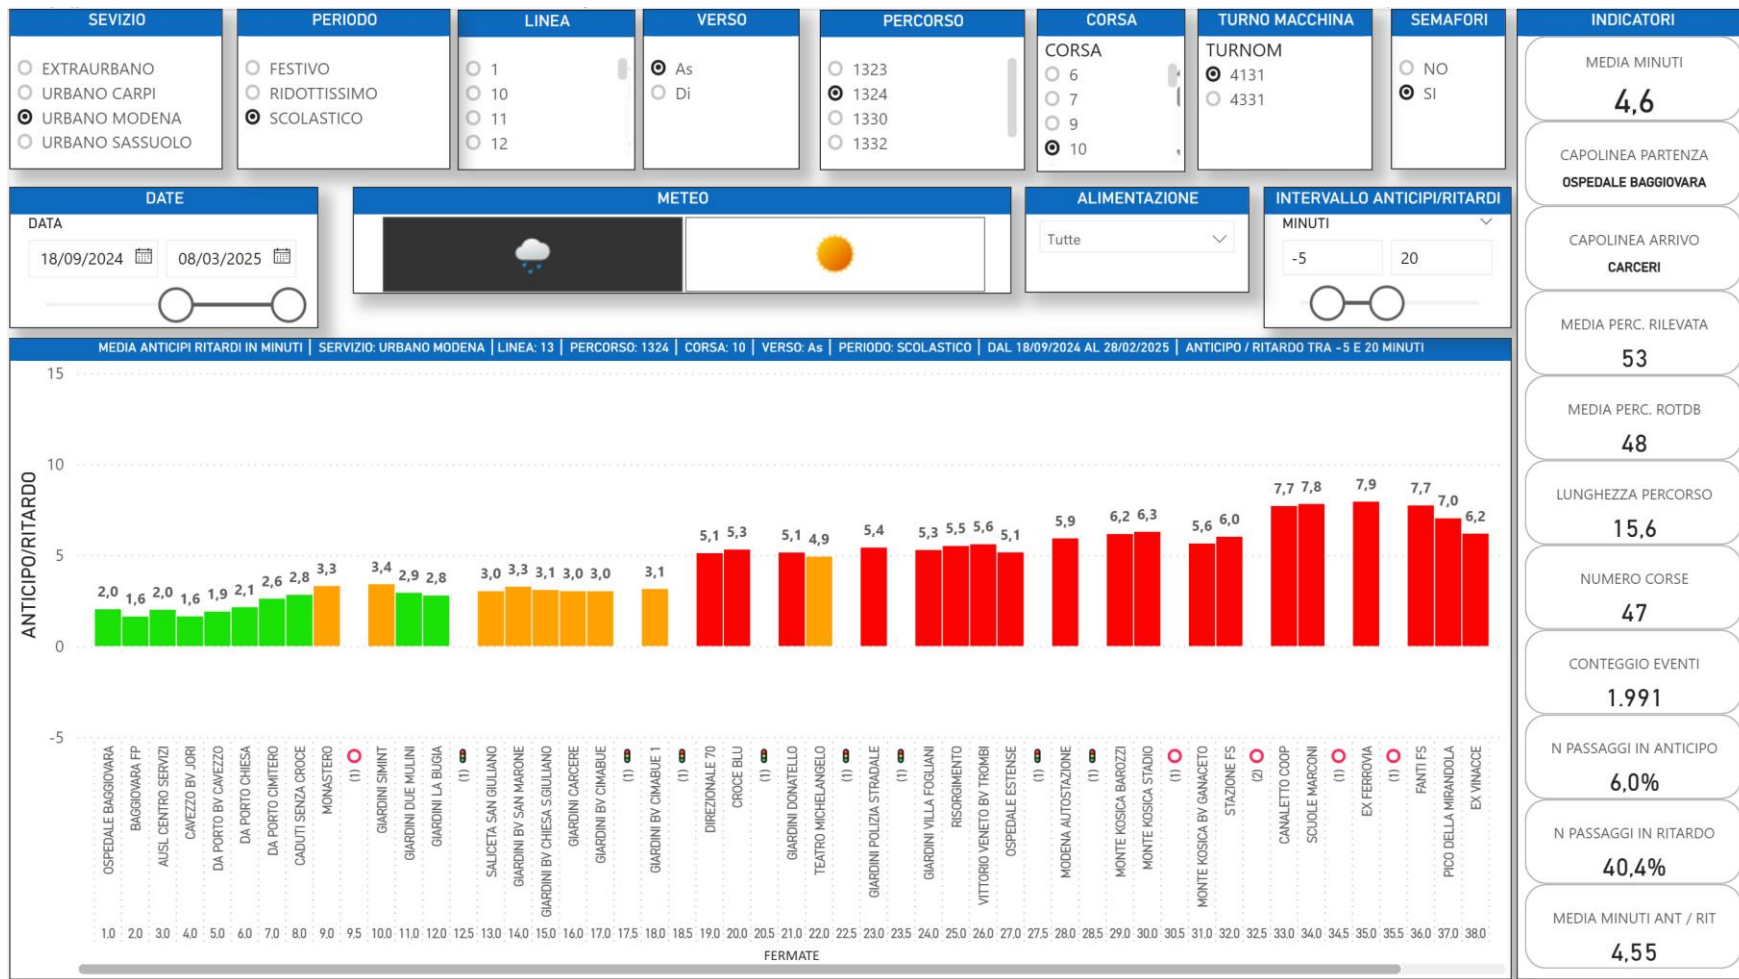 SEVIZIO
EXTRAURBANO
URBANO CARPI
URBANO MODENA
URBANO SASSUOLO
PERIODO
FESTIVO
RIDOTTISSIMO
SCOLASTICO
LINEA
1
10
11
12
VERSO
As
Di
PERCORSO
1323
1324
1330
1332
CORSA
CORSA
6
7
9
10
TURNO MACCHINA
TURNOM
4131
4331
SEMAFORI
NO
SI
DATE
DATA
18/09/2024 08/03/2025
METEO
ALIMENTAZIONE
Tutte
INTERVALLO ANTICIPI/RITARDI
MINUTI
-5 20
INDICATORI
MEDIA MINUTI
4,6
CAPOLINEA PARTENZA
OSPEDALE BAGGIOVARA
CAPOLINEA ARRIVO
CARCERI
MEDIA PERC. RILEVATA
53
MEDIA PERC. ROTDB
48
LUNGHEZZA PERCORSO
15,6
NUMERO CORSE
47
CONTEGGIO EVENTI
1.991
N PASSAGGI IN ANTICIPO
6,0%
N PASSAGGI IN RITARDO
40,4%
MEDIA MINUTI ANT / RIT
4,55
MEDIA ANTICIPI RITARDI IN MINUTI | SERVIZIO: URBANO MODENA | LINEA: 13 | PERCORSO: 1324 | CORSA: 10 | VERSO: As | PERIODO: SCOLASTICO | DAL 18/09/2024 AL 28/02/2025 | ANTICIPO / RITARDO TRA -5 E 20 MINUTI
ANTICIPO/RITARDO
15
10
5
0
-5
2,0 1,6 2,0 1,6 1,9 2,1 2,6 2,8 3,3 3,4 2,9 2,8 3,0 3,3 3,1 3,0 3,0 3,1 5,1 5,3 5,1 4,9 5,4 5,3 5,5 5,6 5,1 5,9 6,2 6,3 5,6 6,0 7,7 7,8 7,9 7,7 7,0 6,2
OSPEDALE BAGGIOVARA
BAGGIOVARA FP
AUSL CENTRO SERVIZI
CAVEZZO BV JORI
DA PORTO BV CAVEZZO
DA PORTO CHIESA
DA PORTO CIMITERO
CADUTI SENZA CROCE
MONASTERO
(1)
GIARDINI SIMINT
GIARDINI DUE MULINI
GIARDINI LA BUGIA
(1)
SALICETA SAN GIULIANO
GIARDINI BV SAN MARONE
GIARDINI BV CHIESA S.GIULIANO
GIARDINI CARCERE
GIARDINI BV CIMABUE
(1)
GIARDINI BV CIMABUE 1
(1)
DIREZIONALE 70
CROCE BLU
(1)
GIARDINI DONATELLO
TEATRO MICHELANGELO
(1)
GIARDINI POLIZIA STRADALE
(1)
GIARDINI VILLA FOGLIANI
RISORGIMENTO
VITTORIO VENETO BV TROMBI
OSPEDALE ESTENSE
(1)
MODENA AUTOSTAZIONE
(1)
MONTE KOSICA BAROZZI
MONTE KOSICA STADIO
(1)
MONTE KOSICA BV GANACETO
STAZIONE FS
(2)
CANALETTO COOP
SCUOLE MARCONI
(1)
EX FERROVIA
(1)
FANTI FS
PICO DELLA MIRANDOLA
EX VINACCE
1,0 2,0 3,0 4,0 5,0 6,0 7,0 8,0 9,0 9,5 10,0 11,0 12,0 12,5 13,0 14,0 15,0 16,0 17,0 17,5 18,0 18,5 19,0 20,0 20,5 21,0 22,0 22,5 23,0 23,5 24,0 25,0 26,0 27,0 27,5 28,0 28,5 29,0 30,0 30,5 31,0 32,0 32,5 33,0 34,0 34,5 35,0 35,5 36,0 37,0 38,0
FERMATE